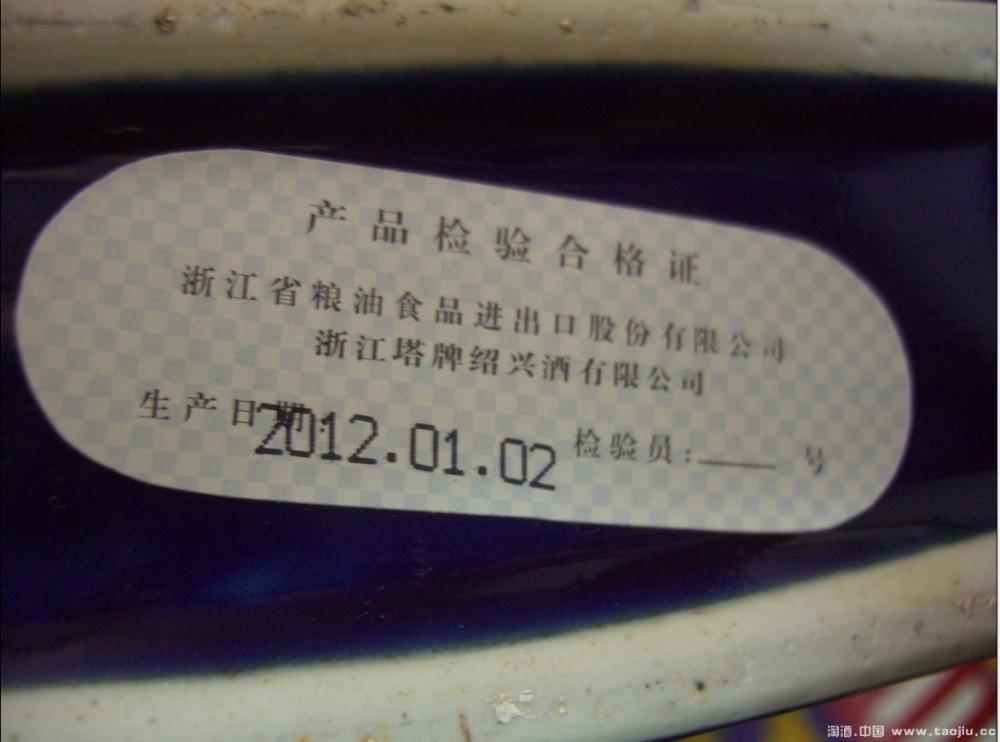 产品检验合格证
浙江省粮油食品进出口股份有限公司
浙江塔牌绍兴酒有限公司
生产日期：2012.01.02 检验员：____ 号
淘酒.中国 www.taojiu.cc